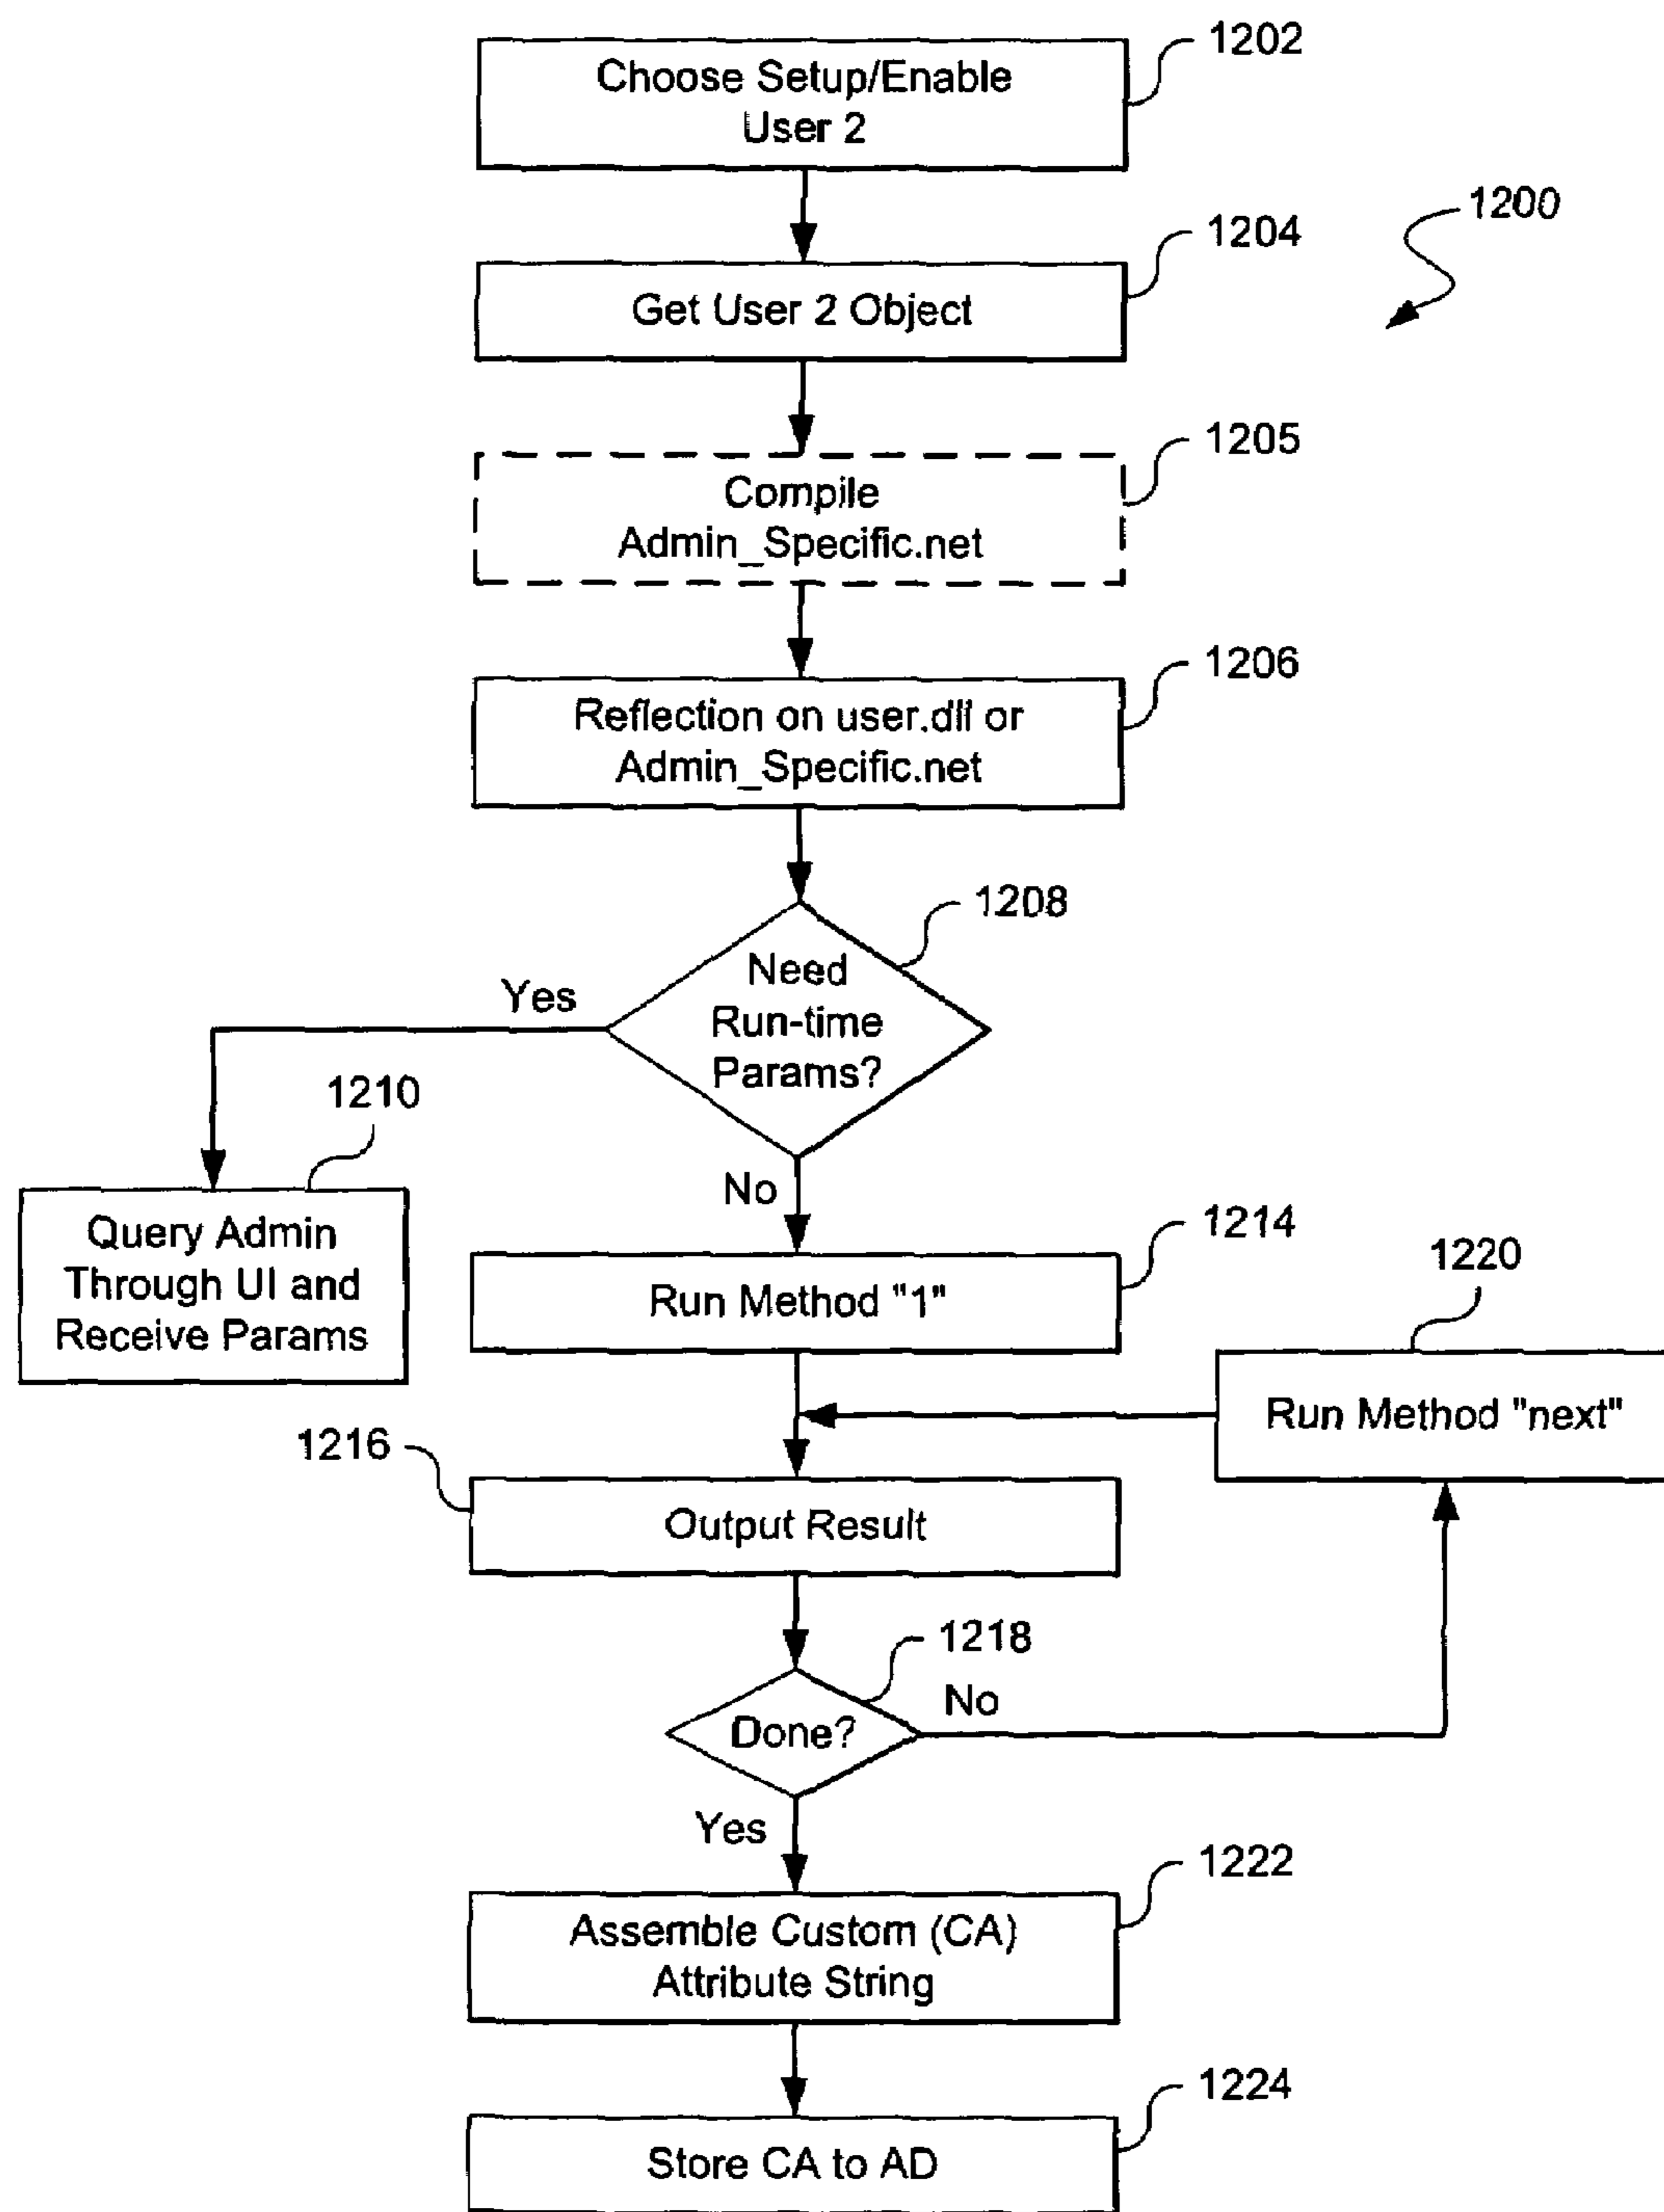 1202
Choose Setup/Enable
User 2
1200
1204
Get User 2 Object
1205
Compile
Admin_Specific.net
1206
Reflection on user.dll or
Admin_Specific.net
1208
Need
Run-time
Params?
Yes
1210
Query Admin
Through UI and
Receive Params
No
1214
Run Method "1"
1220
Run Method "next"
1216
Output Result
1218
Done?
No
Yes
1222
Assemble Custom (CA)
Attribute String
1224
Store CA to AD